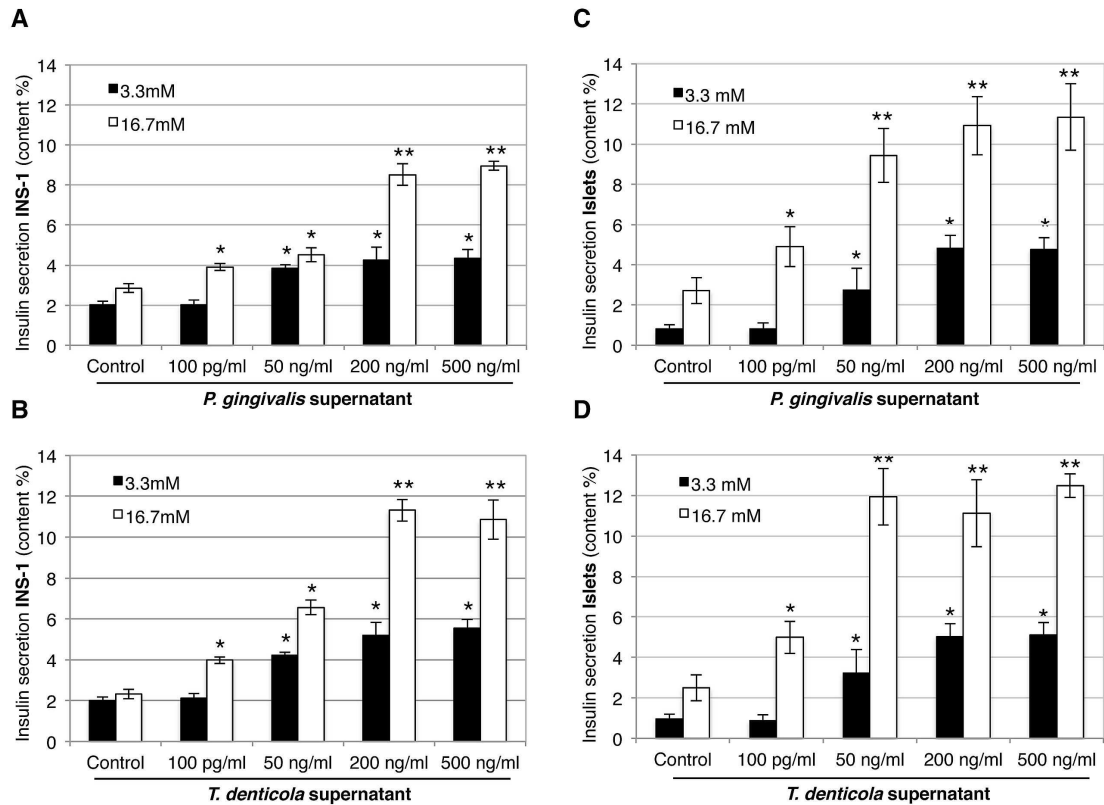 A
Insulin secretion INS-1 (content %)
14
12
10
8
6
4
2
0
3.3mM
16.7mM
*
*
*
*
**
*
**
Control 100 pg/ml 50 ng/ml 200 ng/ml 500 ng/ml
P. gingivalis supernatant
B
Insulin secretion INS-1 (content %)
14
12
10
8
6
4
2
0
3.3mM
16.7mM
*
*
*
*
**
*
**
Control 100 pg/ml 50 ng/ml 200 ng/ml 500 ng/ml
T. denticola supernatant
C
Insulin secretion Islets (content %)
14
12
10
8
6
4
2
0
3.3 mM
16.7 mM
*
*
**
*
**
*
**
Control 100 pg/ml 50 ng/ml 200 ng/ml 500 ng/ml
P. gingivalis supernatant
D
Insulin secretion Islets (content %)
14
12
10
8
6
4
2
0
3.3 mM
16.7 mM
*
*
**
*
**
*
**
Control 100 pg/ml 50 ng/ml 200 ng/ml 500 ng/ml
T. denticola supernatant